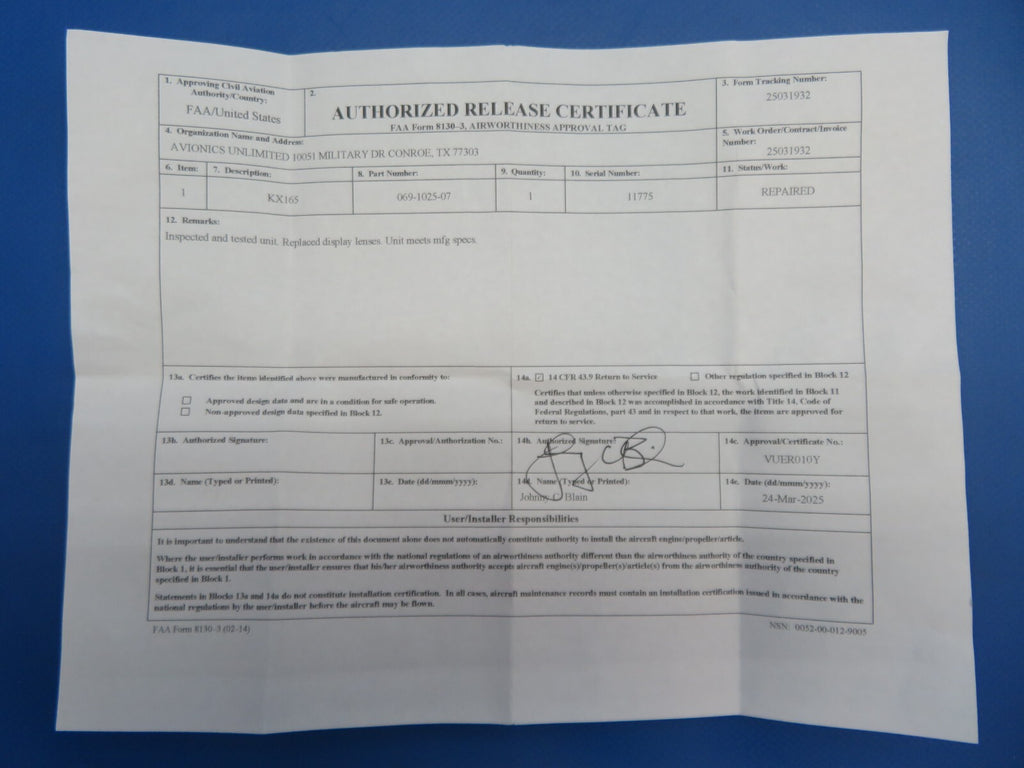 1. Approving Civil Aviation
Authority/Country:
FAA/United States
2.
AUTHORIZED RELEASE CERTIFICATE
FAA Form 8130–3, AIRWORTHINESS APPROVAL TAG
3. Form Tracking Number:
25031932
4. Organization Name and Address:
AVIONICS UNLIMITED 10051 MILITARY DR CONROE, TX 77303
5. Work Order/Contract/Invoice
Number:
25031932
6. Item:
7. Description:
8. Part Number:
9. Quantity:
10. Serial Number:
11. Status/Work:
1
KX165
069-1025-07
1
11775
REPAIRED
12. Remarks:
Inspected and tested unit. Replaced display lenses. Unit meets mfg specs.
13a. Certifies the items identified above were manufactured in conformity to:
Approved design data and are in a condition for safe operation.
Non-approved design data specified in Block 12.
14a. ☑ 14 CFR 43.9 Return to Service
☐ Other regulation specified in Block 12
Certifies that unless otherwise specified in Block 12, the work identified in Block 11
and described in Block 12 was accomplished in accordance with Title 14, Code of
Federal Regulations, part 43 and in respect to that work, the items are approved for
return to service.
13b. Authorized Signature:
13c. Approval/Authorization No.:
14b. Authorized Signature:
14c. Approval/Certificate No.:
VUER010Y
13d. Name (Typed or Printed):
13e. Date (dd/mmm/yyyy):
14d. Name (Typed or Printed):
Johnny C Blain
14e. Date (dd/mmm/yyyy):
24-Mar-2025
User/Installer Responsibilities
It is important to understand that the existence of this document alone does not automatically constitute authority to install the aircraft engine/propeller/article.
Where the user/installer performs work in accordance with the national regulations of an airworthiness authority different than the airworthiness authority of the country specified in
Block 1, it is essential that the user/installer ensures that his/her airworthiness authority accepts aircraft engine(s)/propeller(s)/article(s) from the airworthiness authority of the country
specified in Block 1.
Statements in Blocks 13a and 14a do not constitute installation certification. In all cases, aircraft maintenance records must contain an installation certification issued in accordance with the
national regulations by the user/installer before the aircraft may be flown.
FAA Form 8130–3 (02-14)
NSN: 0052-00-012-9005